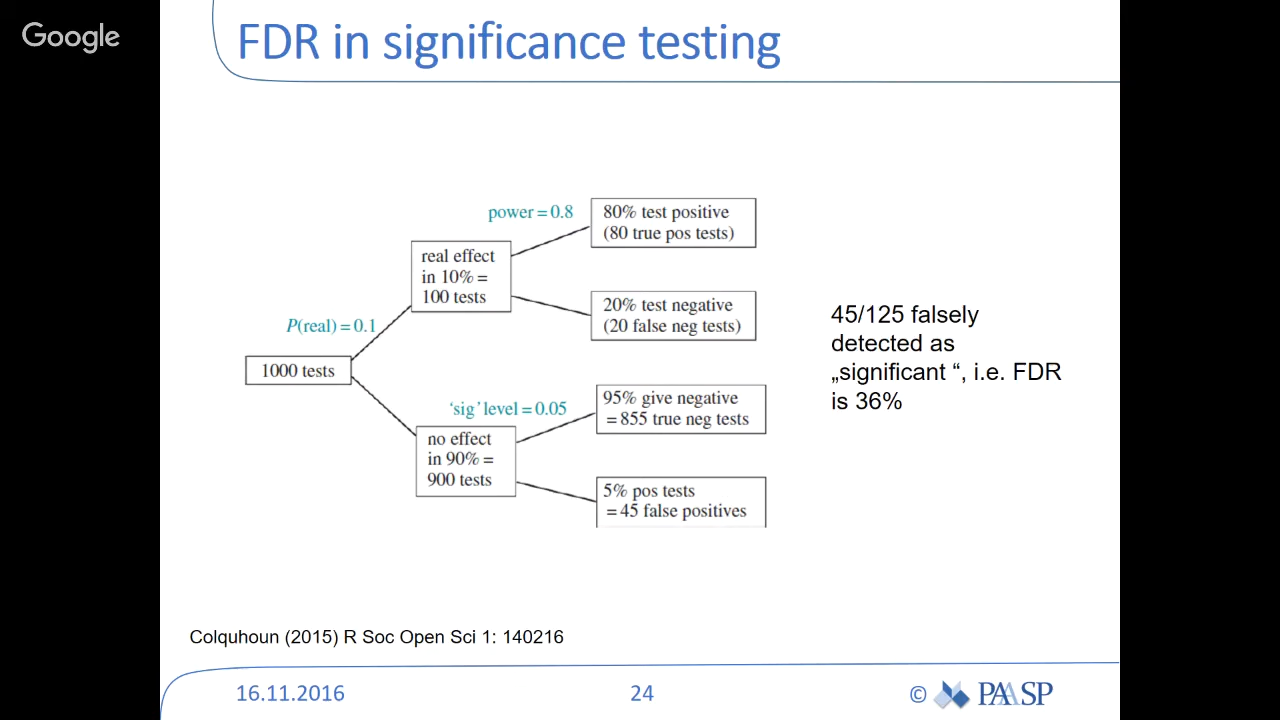 Google
FDR in significance testing
power = 0.8
80% test positive
(80 true pos tests)
real effect
in 10% =
100 tests
20% test negative
(20 false neg tests)
P(real) = 0.1
1000 tests
45/125 falsely
detected as
„significant “, i.e. FDR
is 36%
‘sig’ level = 0.05
95% give negative
= 855 true neg tests
no effect
in 90% =
900 tests
5% pos tests
= 45 false positives
Colquhoun (2015) R Soc Open Sci 1: 140216
16.11.2016
24
© PAASP